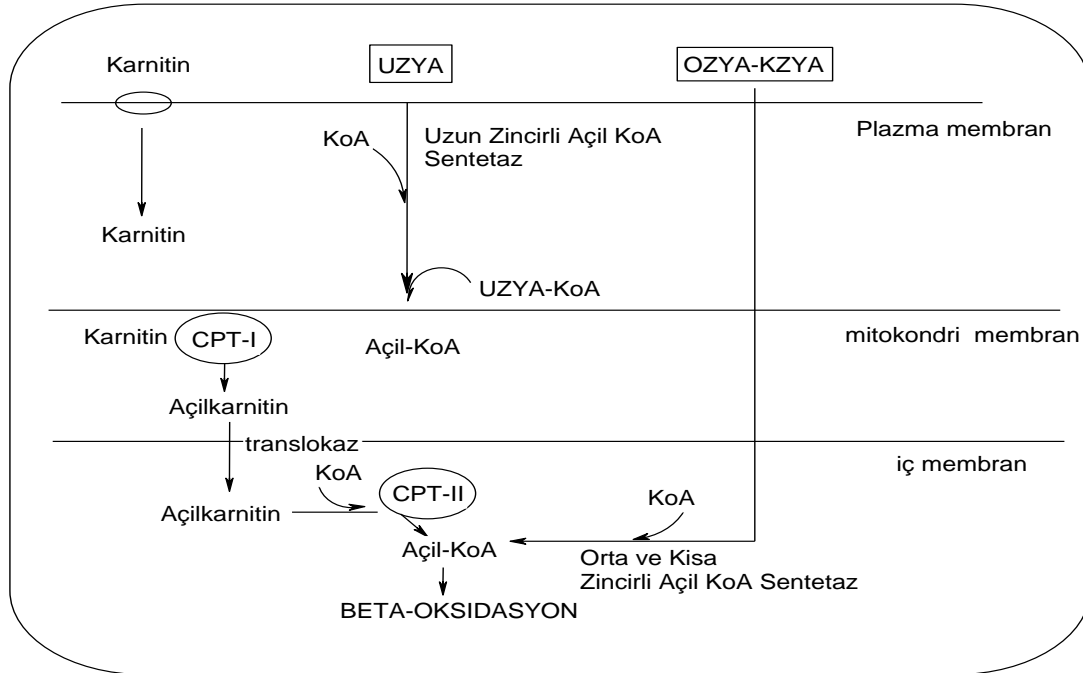 Karnitin
UZYA
OZYA-KZYA
Plazma membran
KoA
Uzun Zincirli Açil KoA
Sentetaz
Karnitin
UZYA-KoA
Karnitin
CPT-I
Açil-KoA
mitokondri membran
Açilkarnitin
translokaz
iç membran
KoA
CPT-II
KoA
Açilkarnitin
Açil-KoA
Orta ve Kisa
Zincirli Açil KoA Sentetaz
BETA-OKSIDASYON